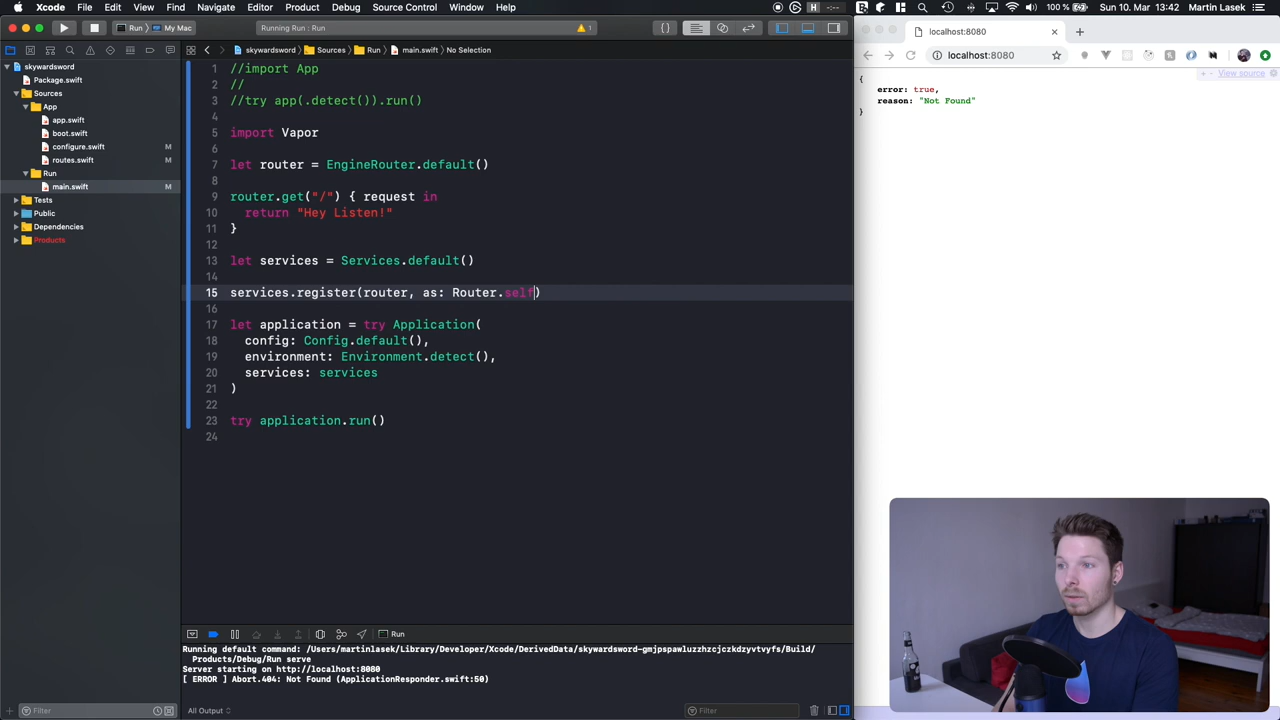 Xcode File Edit View Find Navigate Editor Product Debug Source Control Window Help
100 % Sun 10. Mar 13:42 Martin Lasek
Run My Mac Running Run : Run 1
localhost:8080
skywardsword Sources Run main.swift No Selection
localhost:8080
skywardsword
Package.swift
Sources
App
app.swift
boot.swift
configure.swift M
routes.swift M
Run
main.swift M
Tests
Public
Dependencies
Products
1 //import App
2 //
3 //try app(.detect()).run()
4
5 import Vapor
6
7 let router = EngineRouter.default()
8
9 router.get("/") { request in
10 return "Hey Listen!"
11 }
12
13 let services = Services.default()
14
15 services.register(router, as: Router.self)
16
17 let application = try Application(
18 config: Config.default(),
19 environment: Environment.detect(),
20 services: services
21 )
22
23 try application.run()
24
+ - View source
{
error: true,
reason: "Not Found"
}
Run
Running default command: /Users/martinlasek/Library/Developer/Xcode/DerivedData/skywardsword-gmjpspawluzzhzcjczkdzyvtvyfs/Build/
Products/Debug/Run serve
Server starting on http://localhost:8080
[ ERROR ] Abort.404: Not Found (ApplicationResponder.swift:50)
Filter
All Output
Filter